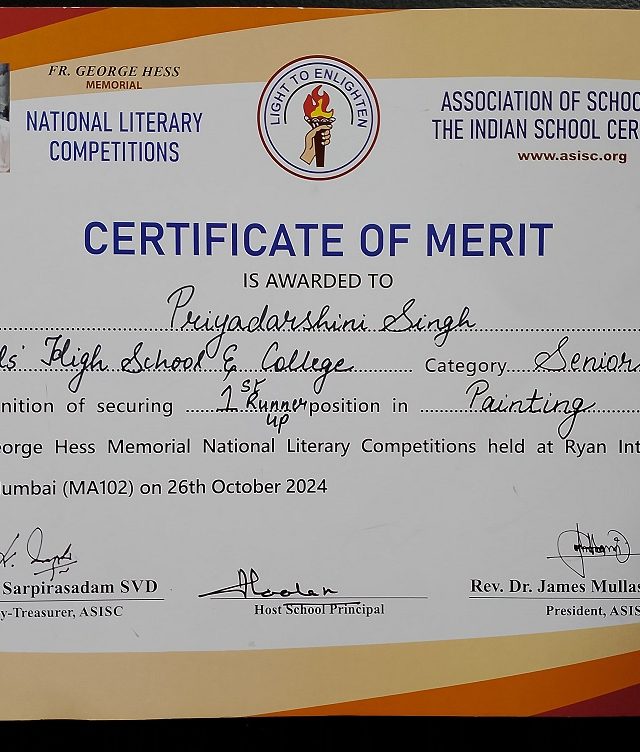 FR. GEORGE HESS
MEMORIAL
NATIONAL LITERARY
COMPETITIONS
LIGHT TO ENLIGHTEN
ASSOCIATION OF SCHOO
THE INDIAN SCHOOL CER
www.asisc.org
CERTIFICATE OF MERIT
IS AWARDED TO
Priyadarshini Singh
ls' High School & College Category Senior
nition of securing 1st Runner up position in Painting
eorge Hess Memorial National Literary Competitions held at Ryan Int
umbai (MA102) on 26th October 2024
Sarpirasadam SVD
y-Treasurer, ASISC
Host School Principal
Rev. Dr. James Mullas
President, ASIS